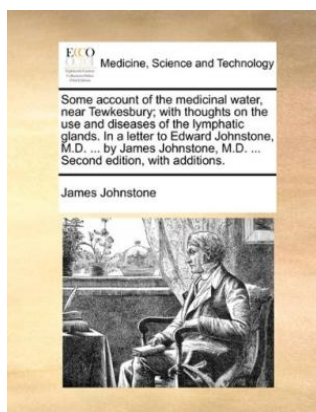 ECCO
Medicine, Science and Technology
Some account of the medicinal water,
near Tewkesbury; with thoughts on the
use and diseases of the lymphatic
glands. In a letter to Edward Johnstone,
M.D. ... by James Johnstone, M.D. ...
Second edition, with additions.
James Johnstone